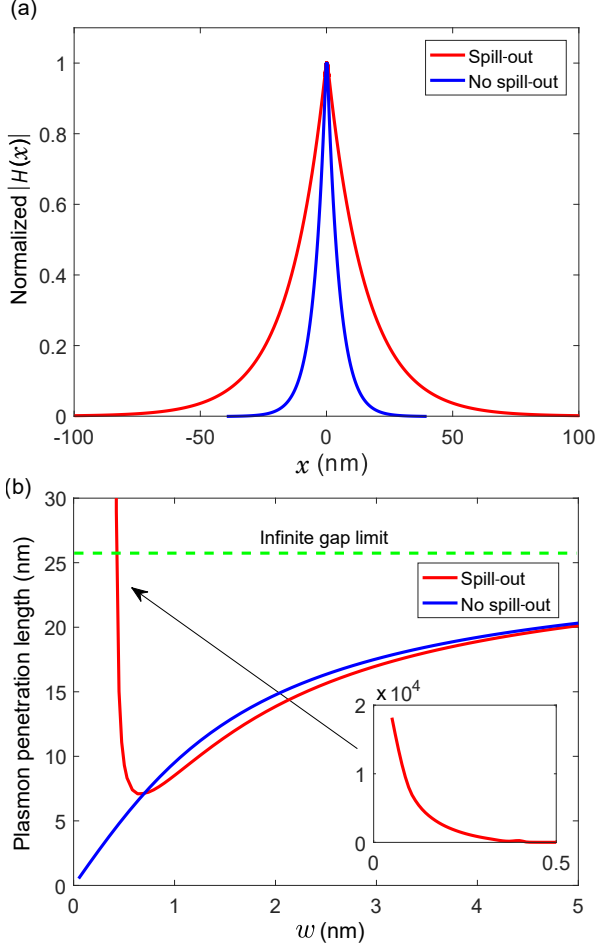 (a)
Normalized |H(x)|
1
0.8
0.6
0.4
0.2
0
Spill-out
No spill-out
-100
-50
0
50
100
x (nm)
(b)
Plasmon penetration length (nm)
30
25
20
15
10
5
0
Infinite gap limit
Spill-out
No spill-out
× 10^4
2
1
0
0
0.5
0
1
2
3
4
5
w (nm)